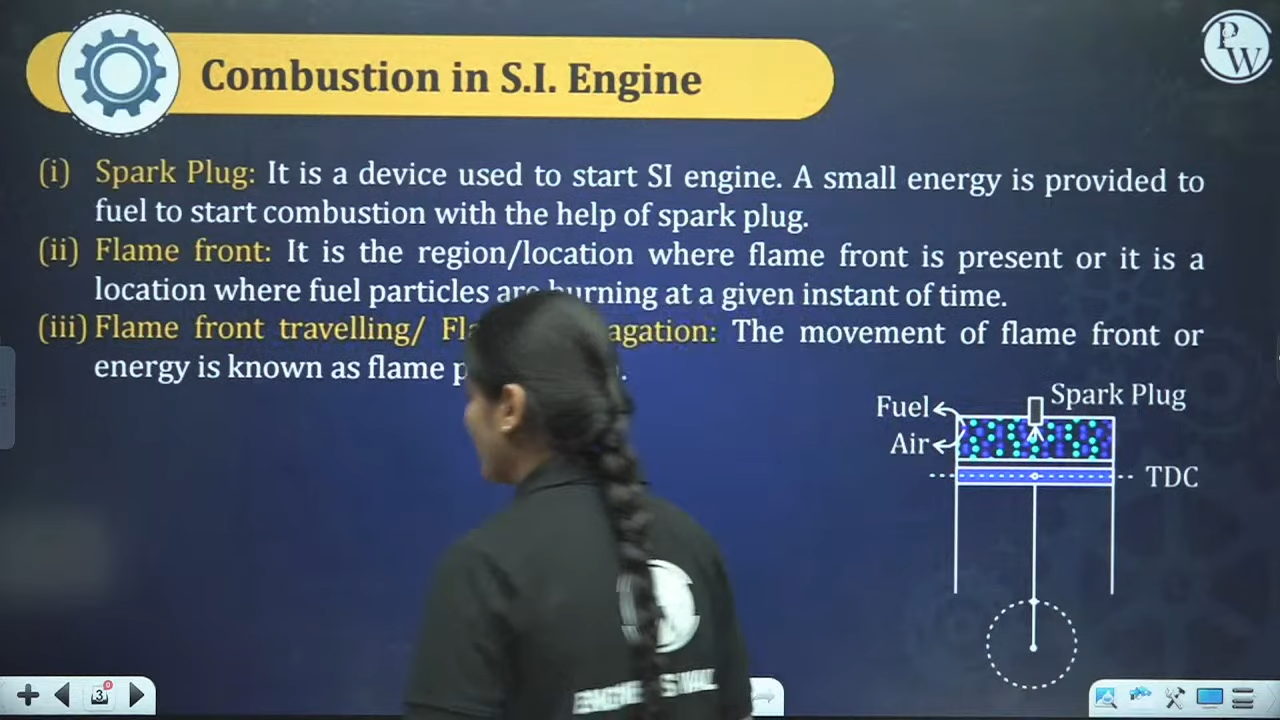 Combustion in S.I. Engine
PW
(i) Spark Plug: It is a device used to start SI engine. A small energy is provided to
fuel to start combustion with the help of spark plug.
(ii) Flame front: It is the region/location where flame front is present or it is a
location where fuel particles are burning at a given instant of time.
(iii) Flame front travelling/ agation: The movement of flame front or
energy is known as flame
Spark Plug
Fuel
Air
TDC
3